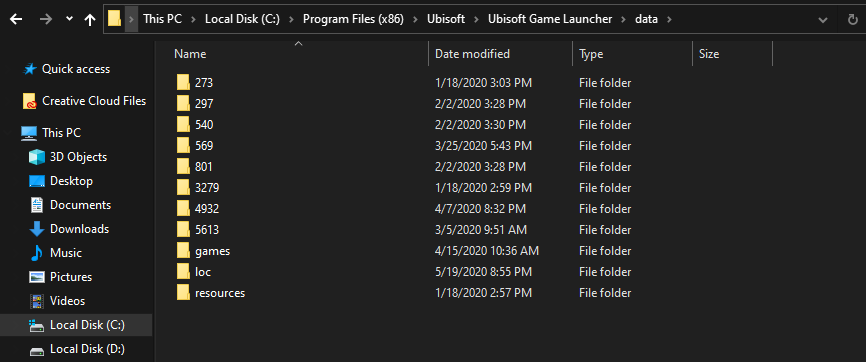 This PC > Local Disk (C:) > Program Files (x86) > Ubisoft > Ubisoft Game Launcher > data >
Name Date modified Type Size
Quick access
Creative Cloud Files
This PC
3D Objects
Desktop
Documents
Downloads
Music
Pictures
Videos
Local Disk (C:)
Local Disk (D:)
273 1/18/2020 3:03 PM File folder
297 2/2/2020 3:28 PM File folder
540 2/2/2020 3:30 PM File folder
569 3/25/2020 5:43 PM File folder
801 2/2/2020 3:28 PM File folder
3279 1/18/2020 2:59 PM File folder
4932 4/7/2020 8:32 PM File folder
5613 3/5/2020 9:51 AM File folder
games 4/15/2020 10:36 AM File folder
loc 5/19/2020 8:55 PM File folder
resources 1/18/2020 2:57 PM File folder